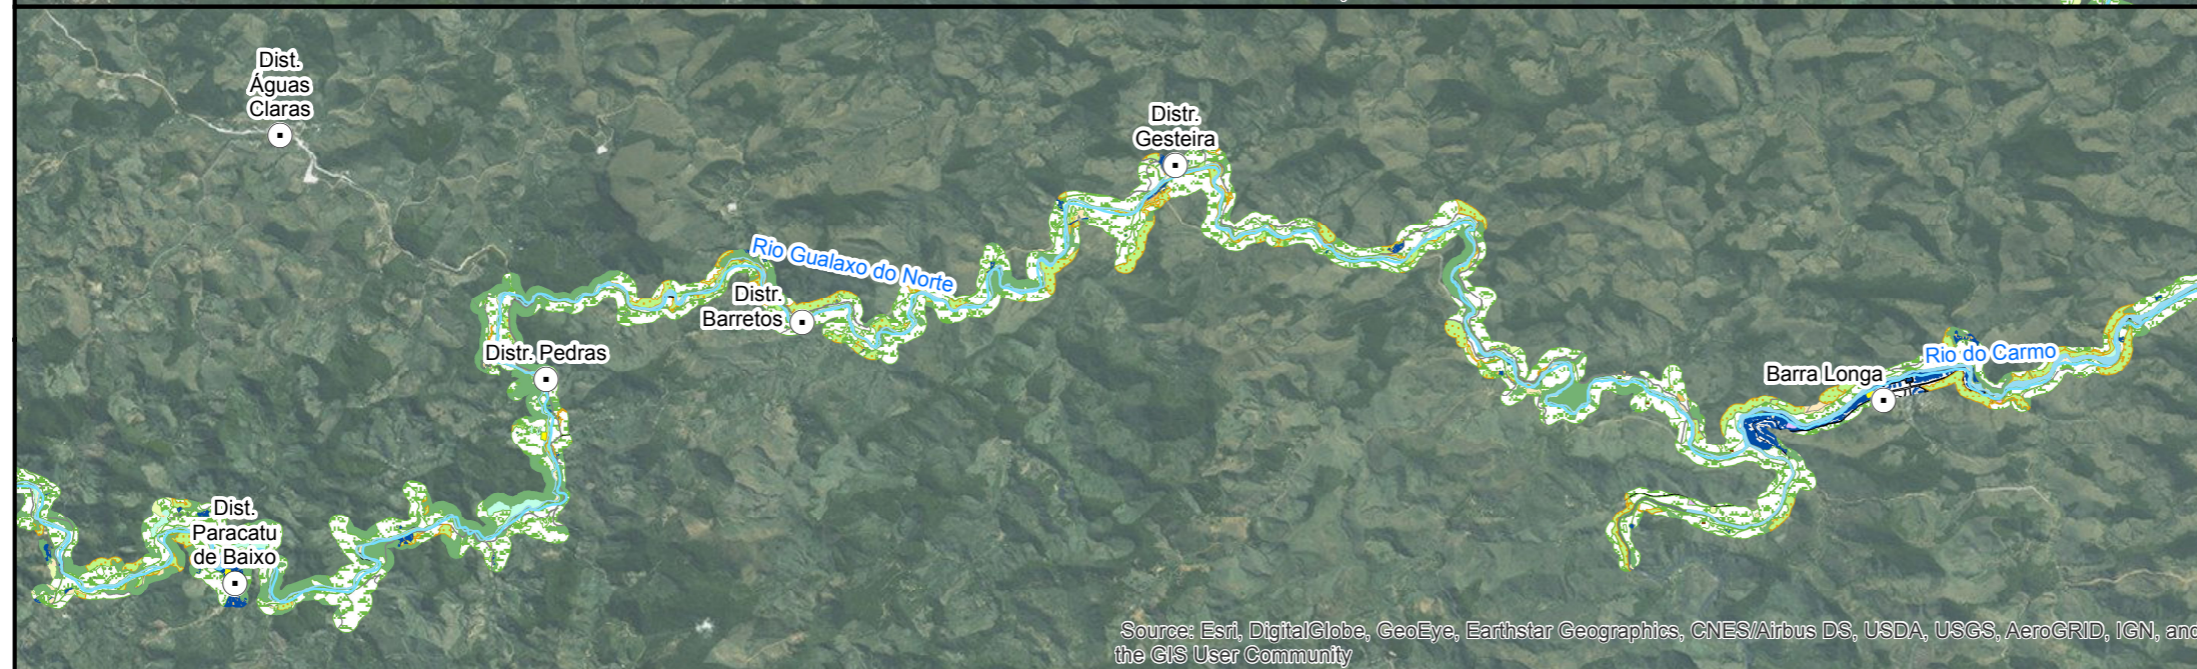 Dist.
Águas
Claras
Distr.
Gesteira
Rio Gualaxo do Norte
Distr.
Barretos
Distr. Pedras
Rio do Carmo
Barra Longa
Dist.
Paracatu
de Baixo
Source: Esri, DigitalGlobe, GeoEye, Earthstar Geographics, CNES/Airbus DS, USDA, USGS, AeroGRID, IGN, and
the GIS User Community